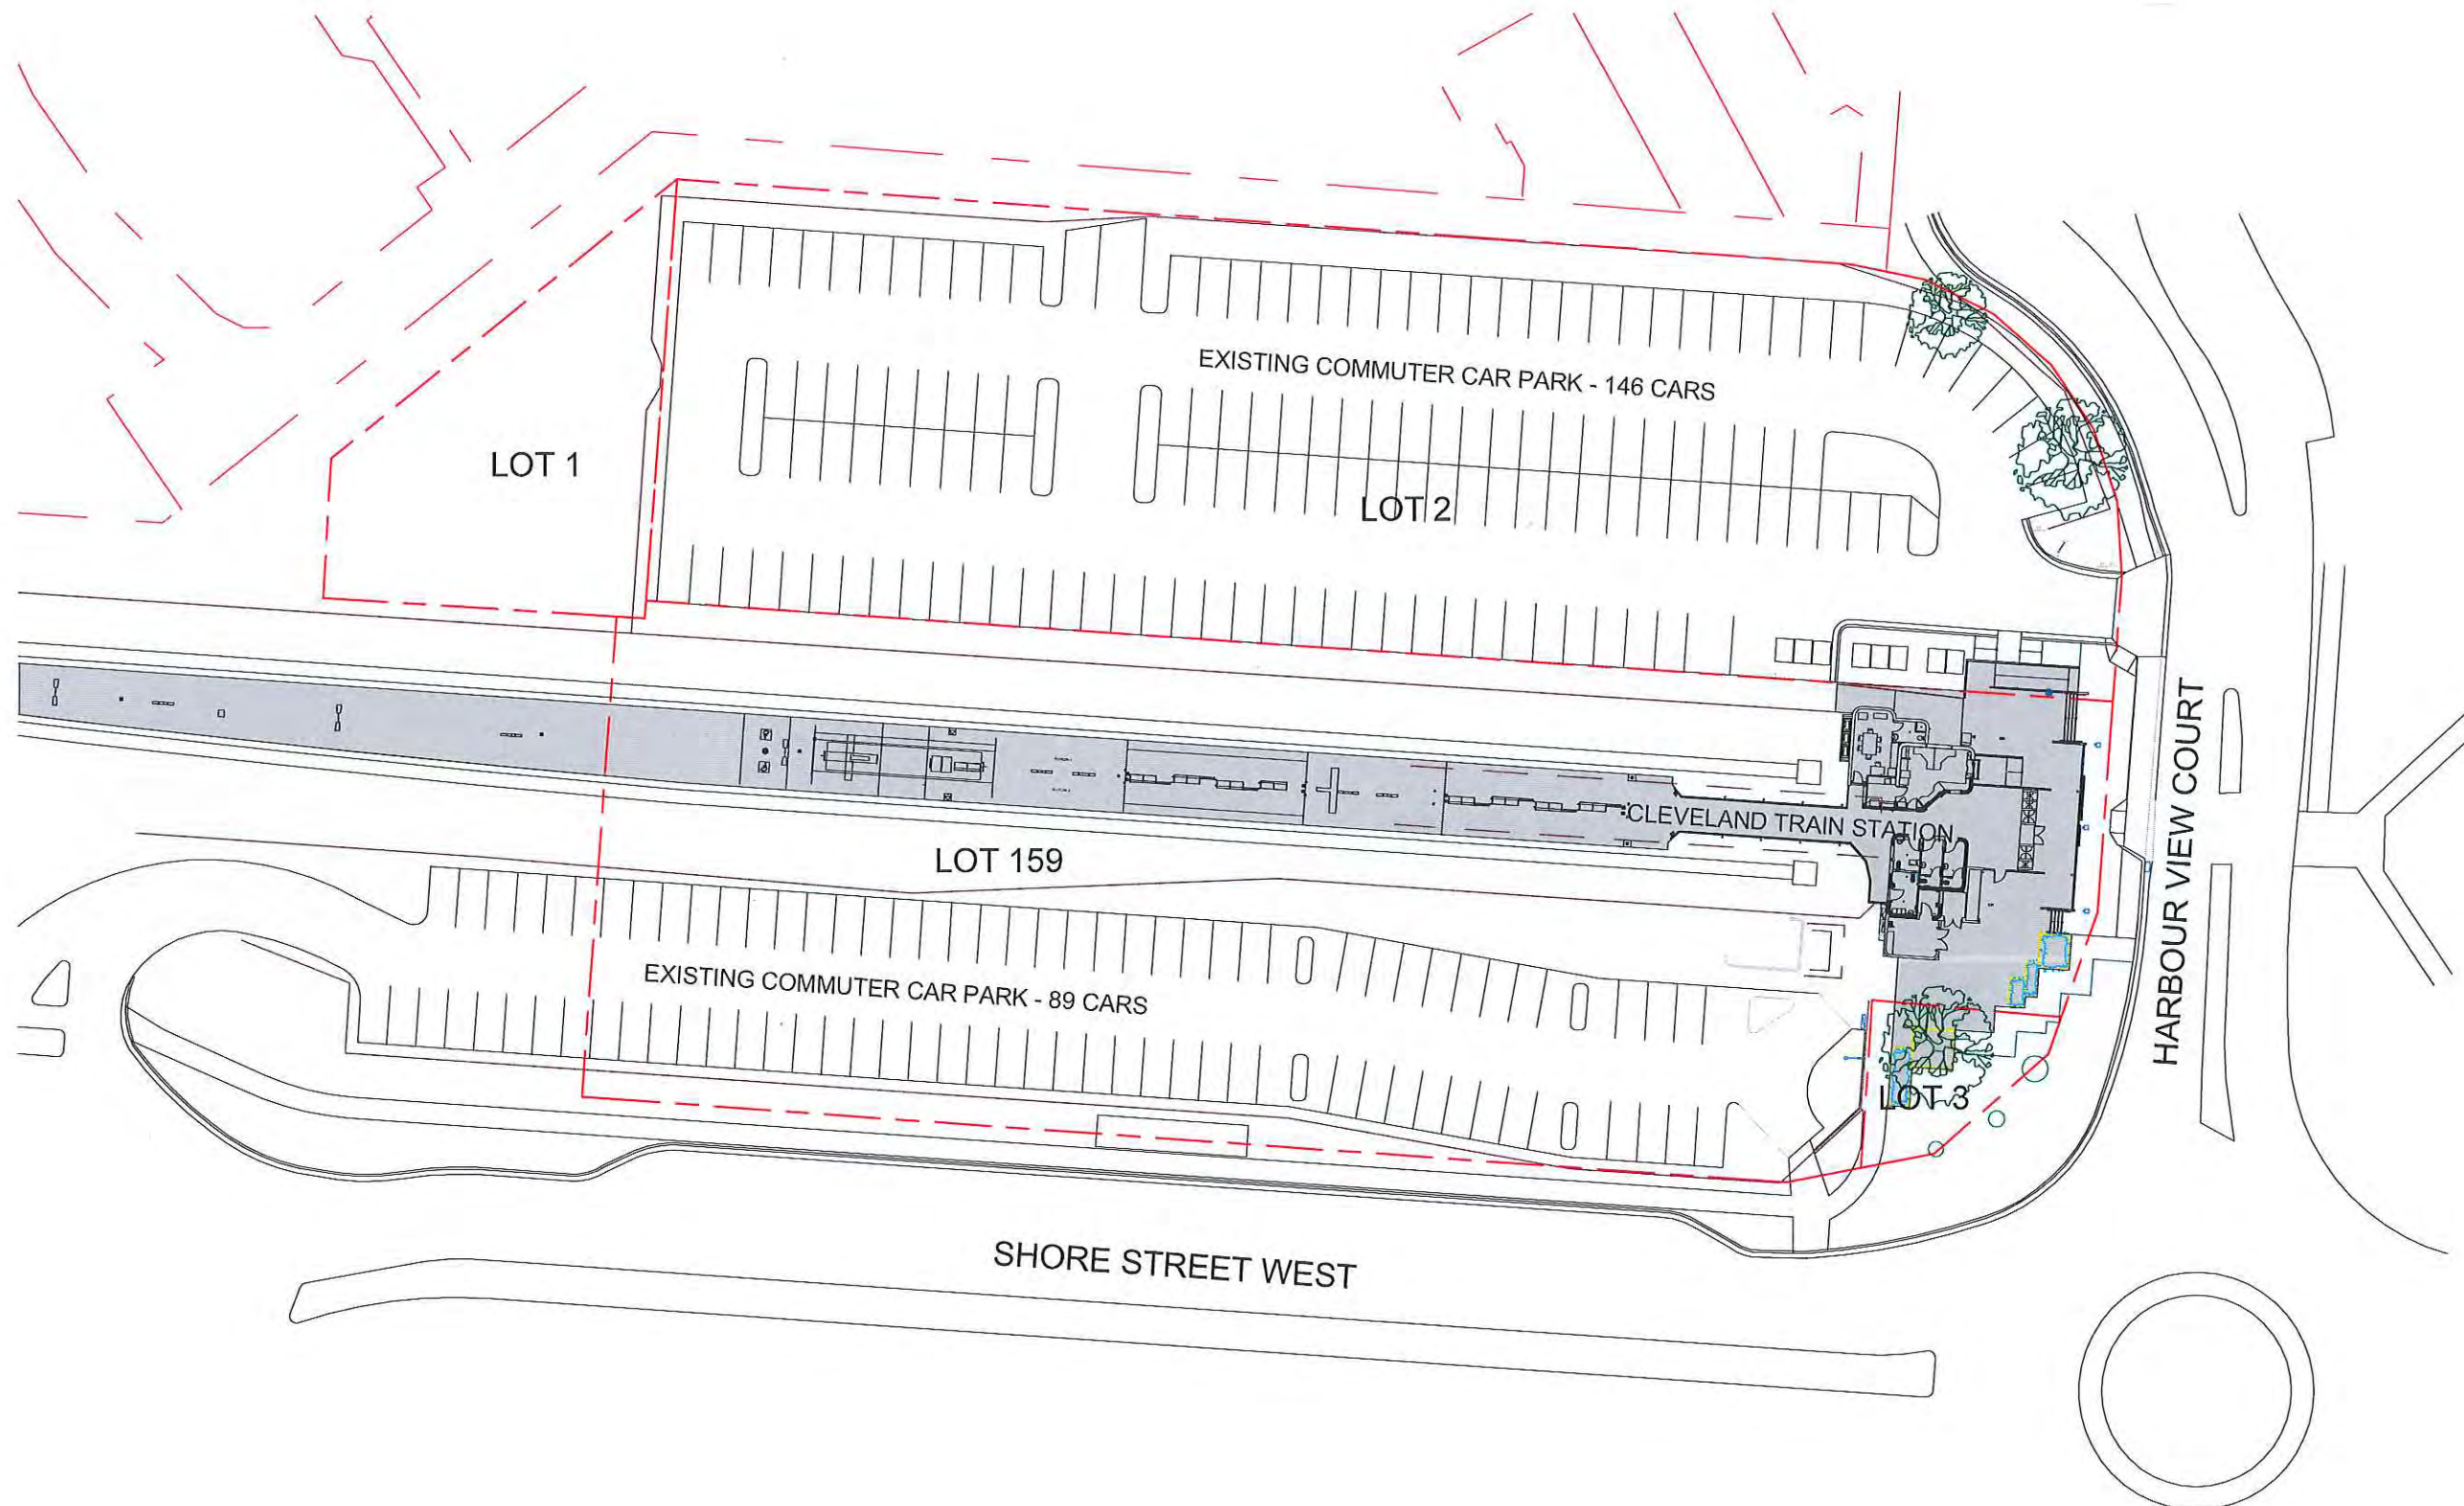 EXISTING COMMUTER CAR PARK - 146 CARS
LOT 1
LOT 2
HARBOUR VIEW COURT
CLEVELAND TRAIN STATION
LOT 159
EXISTING COMMUTER CAR PARK - 89 CARS
LOT 3
SHORE STREET WEST